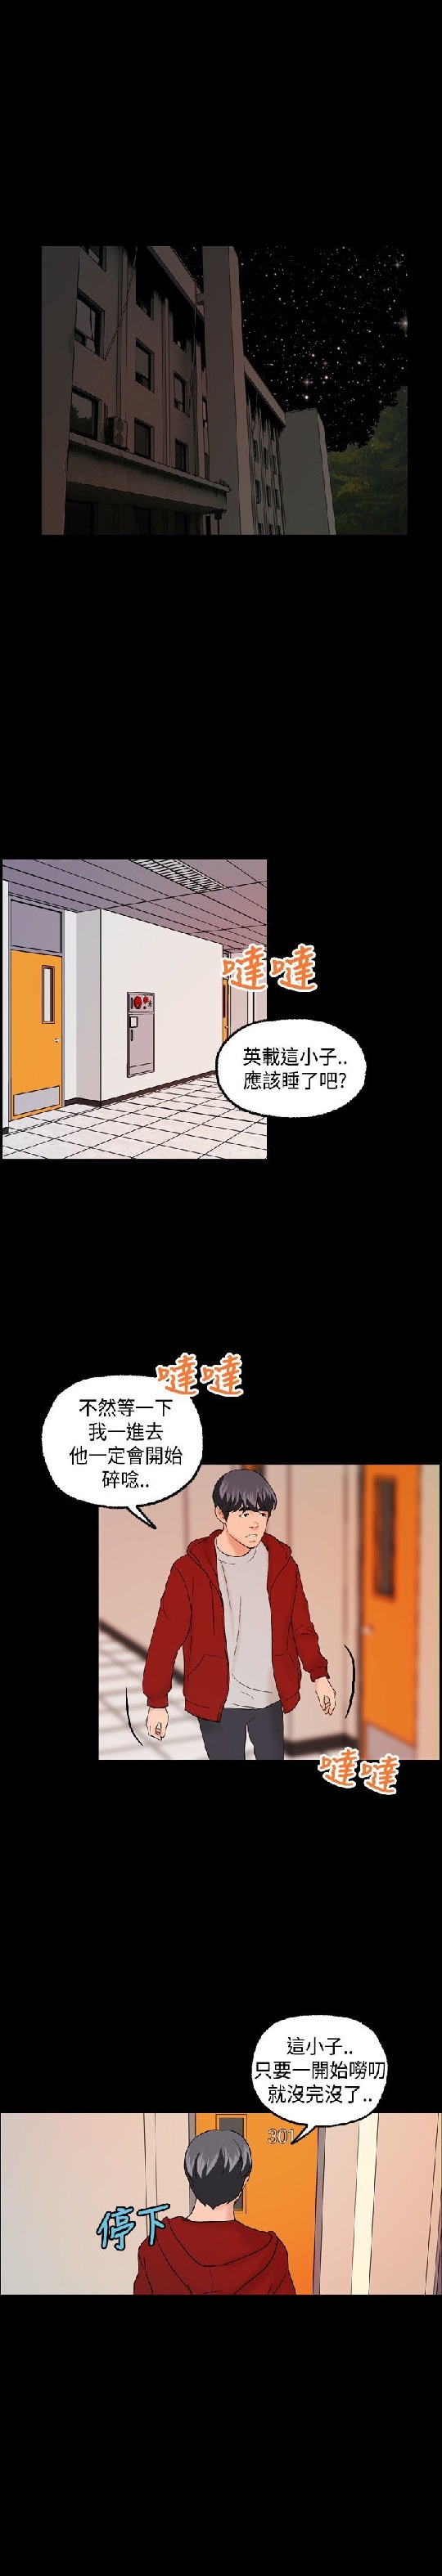 噠噠
英載這小子..
應該睡了吧?
噠噠
不然等一下
我一進去
他一定會開始
碎唸..
噠噠
這小子..
只要一開始嘮叨
就沒完沒了..
301
停下